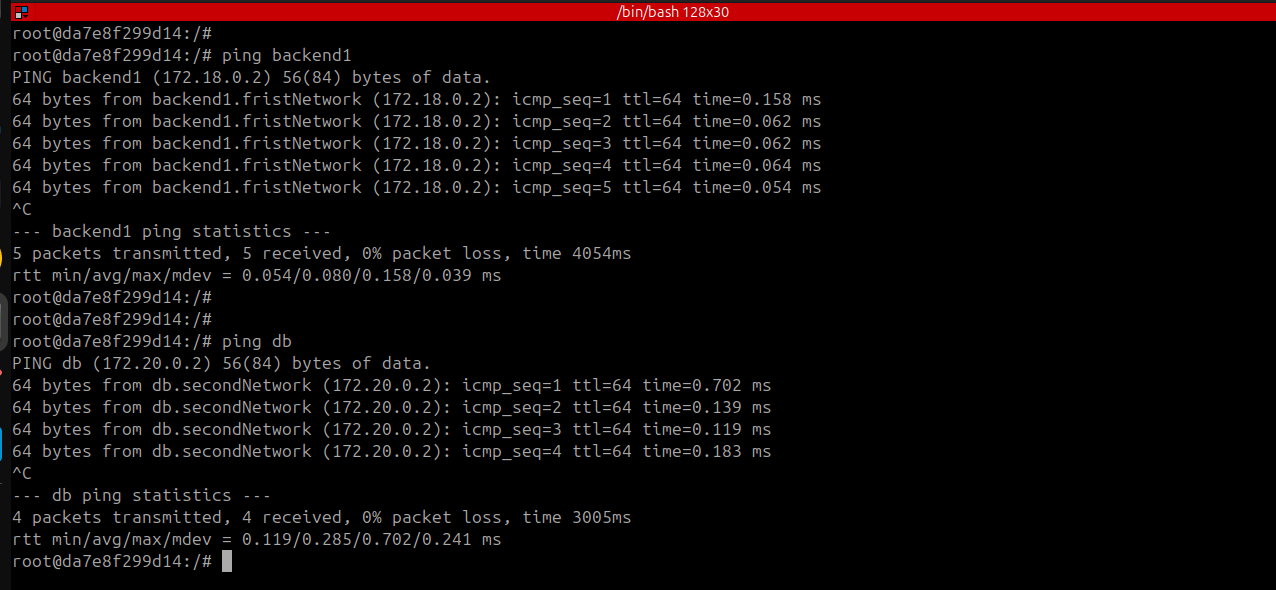 /bin/bash 128x30
root@da7e8f299d14:/#
root@da7e8f299d14:/# ping backend1
PING backend1 (172.18.0.2) 56(84) bytes of data.
64 bytes from backend1.fristNetwork (172.18.0.2): icmp_seq=1 ttl=64 time=0.158 ms
64 bytes from backend1.fristNetwork (172.18.0.2): icmp_seq=2 ttl=64 time=0.062 ms
64 bytes from backend1.fristNetwork (172.18.0.2): icmp_seq=3 ttl=64 time=0.062 ms
64 bytes from backend1.fristNetwork (172.18.0.2): icmp_seq=4 ttl=64 time=0.064 ms
64 bytes from backend1.fristNetwork (172.18.0.2): icmp_seq=5 ttl=64 time=0.054 ms
^C
--- backend1 ping statistics ---
5 packets transmitted, 5 received, 0% packet loss, time 4054ms
rtt min/avg/max/mdev = 0.054/0.080/0.158/0.039 ms
root@da7e8f299d14:/#
root@da7e8f299d14:/#
root@da7e8f299d14:/# ping db
PING db (172.20.0.2) 56(84) bytes of data.
64 bytes from db.secondNetwork (172.20.0.2): icmp_seq=1 ttl=64 time=0.702 ms
64 bytes from db.secondNetwork (172.20.0.2): icmp_seq=2 ttl=64 time=0.139 ms
64 bytes from db.secondNetwork (172.20.0.2): icmp_seq=3 ttl=64 time=0.119 ms
64 bytes from db.secondNetwork (172.20.0.2): icmp_seq=4 ttl=64 time=0.183 ms
^C
--- db ping statistics ---
4 packets transmitted, 4 received, 0% packet loss, time 3005ms
rtt min/avg/max/mdev = 0.119/0.285/0.702/0.241 ms
root@da7e8f299d14:/#